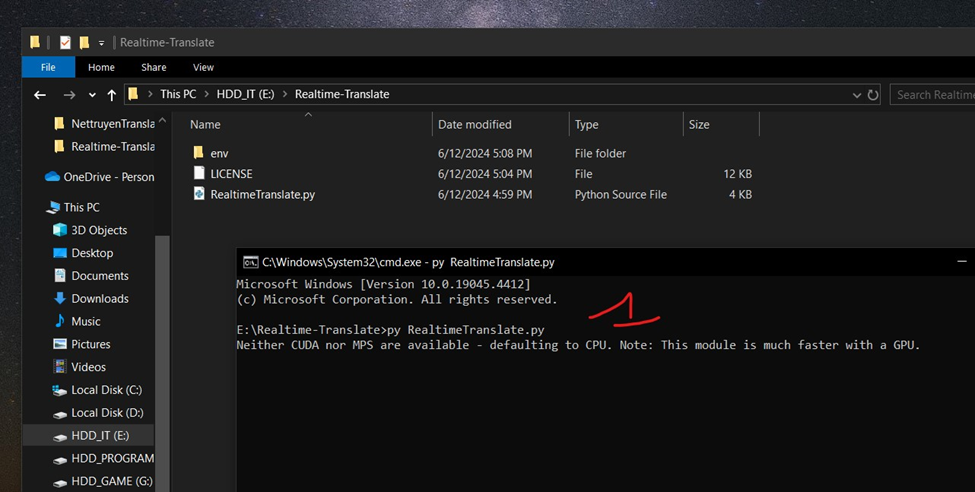 Realtime-Translate
File Home Share View
This PC > HDD_IT (E:) > Realtime-Translate
Search Realtime
NettruyenTransla
Realtime-Transla
OneDrive - Person
This PC
3D Objects
Desktop
Documents
Downloads
Music
Pictures
Videos
Local Disk (C:)
Local Disk (D:)
HDD_IT (E:)
HDD_PROGRAM
HDD_GAME (G:)
Name Date modified Type Size
env 6/12/2024 5:08 PM File folder
LICENSE 6/12/2024 5:04 PM File 12 KB
RealtimeTranslate.py 6/12/2024 4:59 PM Python Source File 4 KB
C:\Windows\System32\cmd.exe - py RealtimeTranslate.py
Microsoft Windows [Version 10.0.19045.4412]
(c) Microsoft Corporation. All rights reserved.
1
E:\Realtime-Translate>py RealtimeTranslate.py
Neither CUDA nor MPS are available - defaulting to CPU. Note: This module is much faster with a GPU.